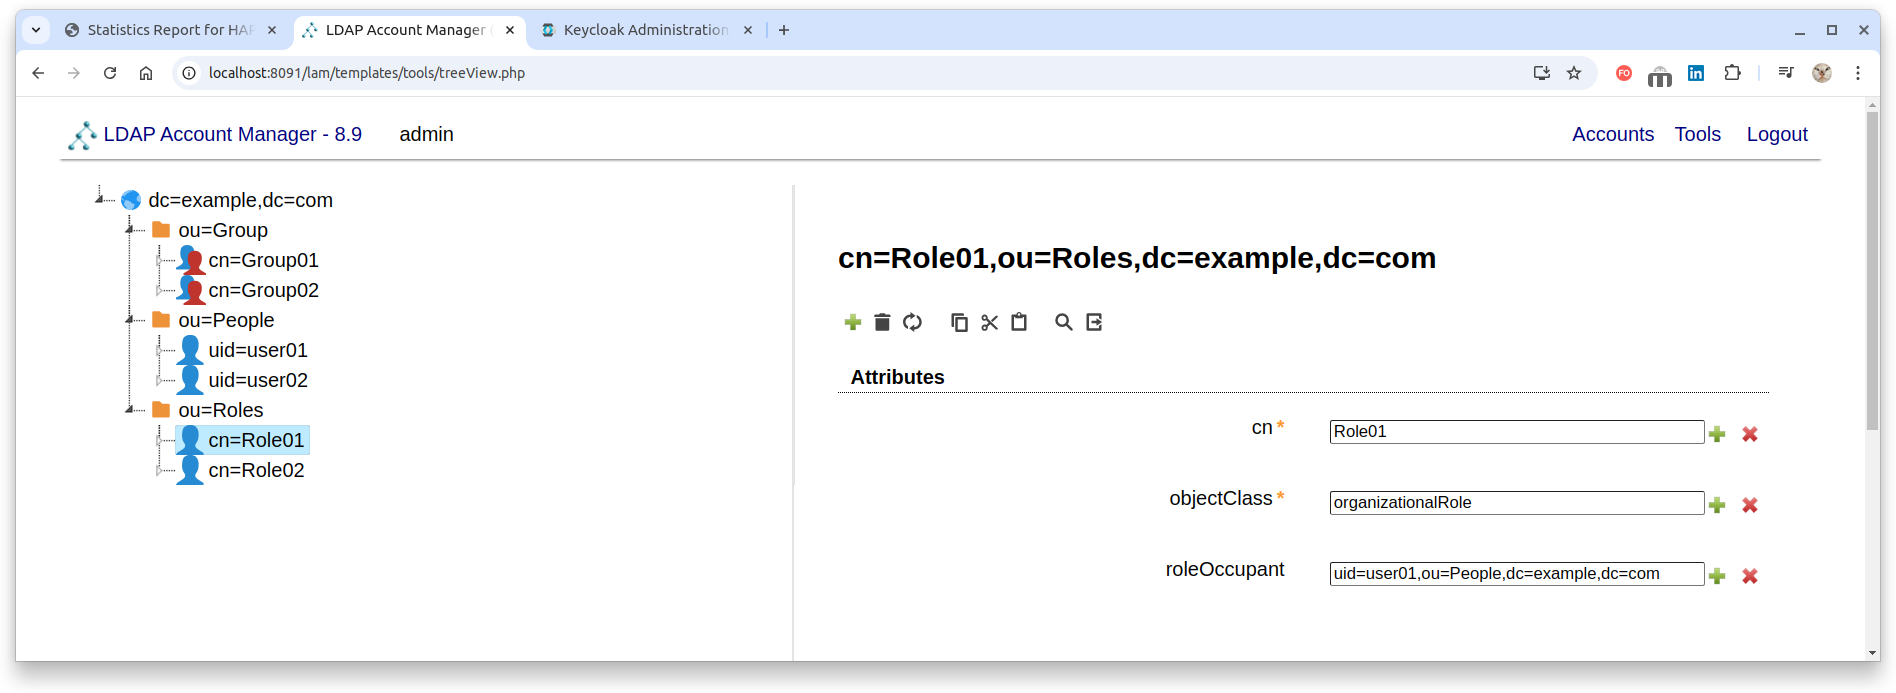 Statistics Report for HAP
LDAP Account Manager
Keycloak Administration
localhost:8091/lam/templates/tools/treeView.php
FO
in
LDAP Account Manager - 8.9 admin Accounts Tools Logout
dc=example,dc=com
ou=Group
cn=Group01
cn=Group02
ou=People
uid=user01
uid=user02
ou=Roles
cn=Role01
cn=Role02
cn=Role01,ou=Roles,dc=example,dc=com
Attributes
cn * Role01
objectClass * organizationalRole
roleOccupant uid=user01,ou=People,dc=example,dc=com